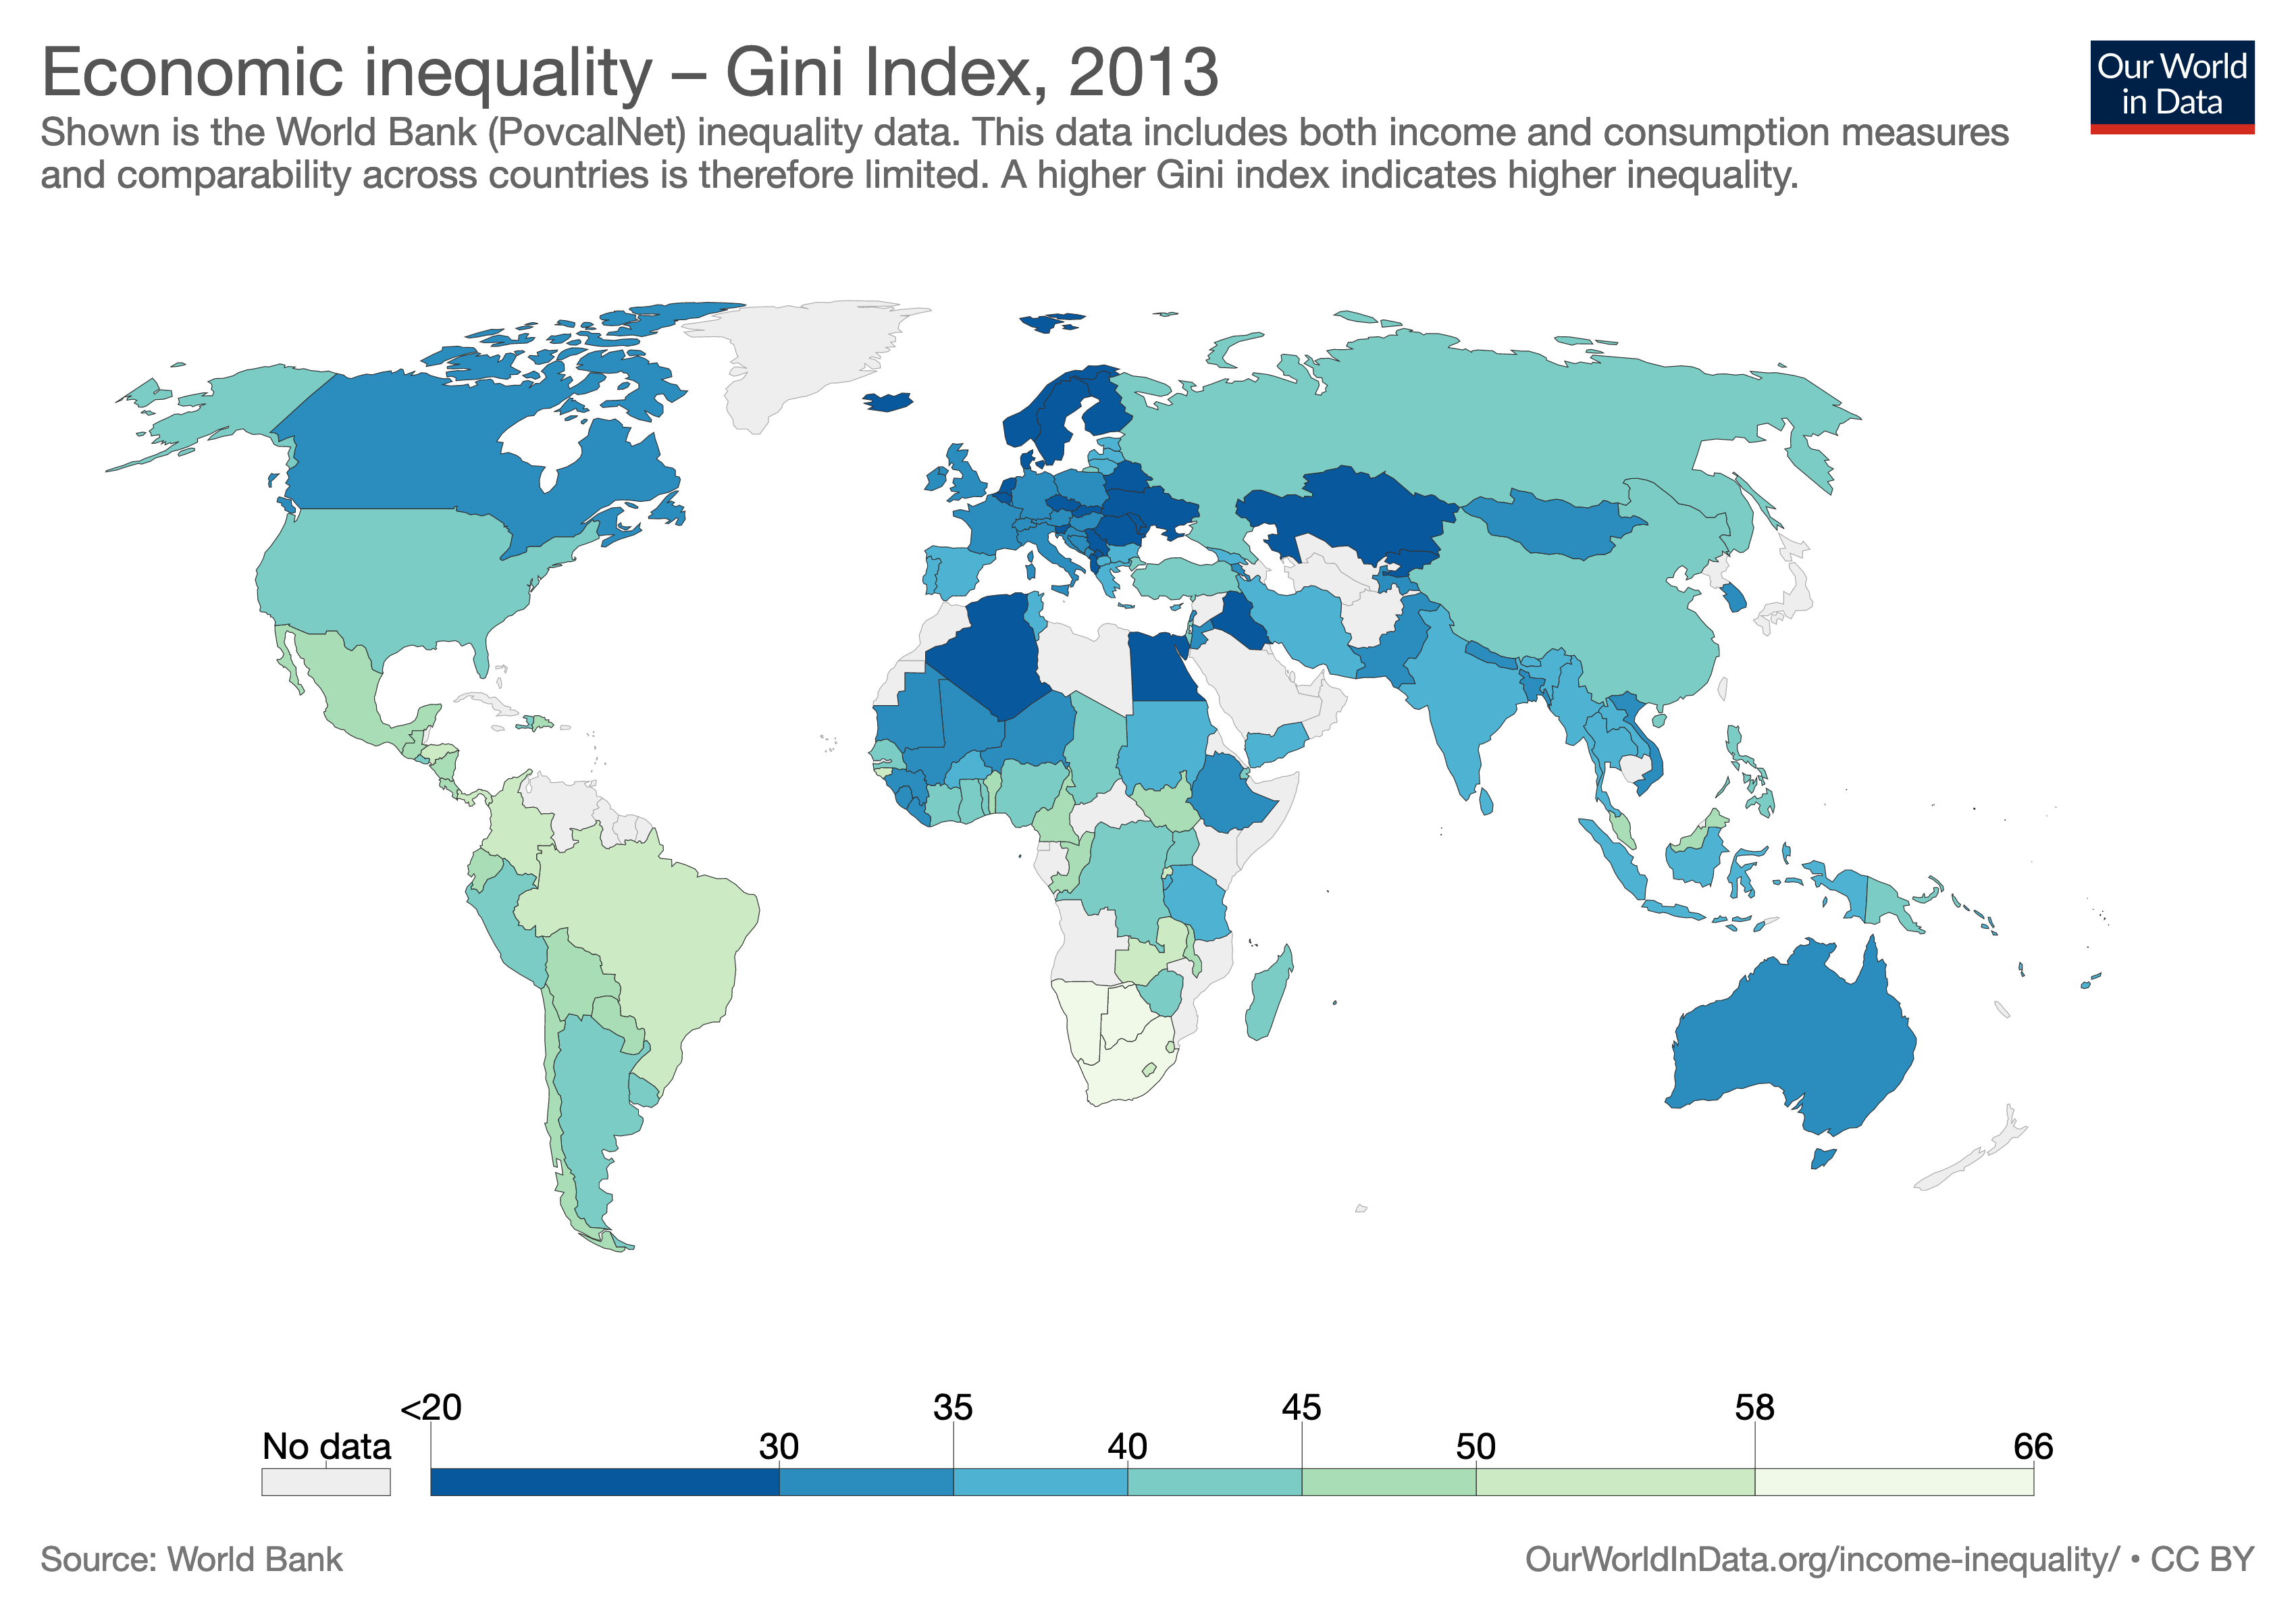 Economic inequality – Gini Index, 2013
Our World
in Data
Shown is the World Bank (PovcalNet) inequality data. This data includes both income and consumption measures
and comparability across countries is therefore limited. A higher Gini index indicates higher inequality.
<20 35 45 58
No data 30 40 50 66
Source: World Bank
OurWorldInData.org/income-inequality/ • CC BY